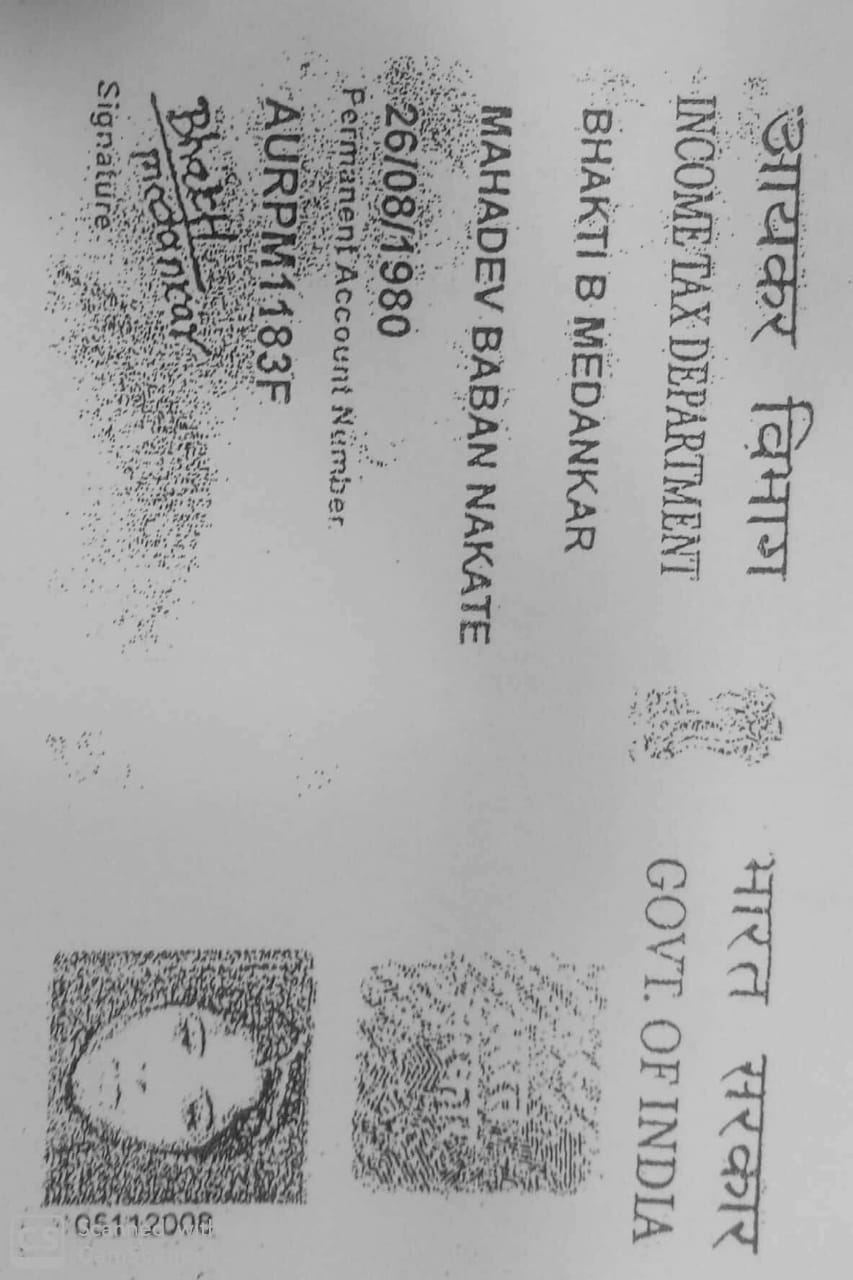 आयकर विभाग
INCOME TAX DEPARTMENT
भारत सरकार
GOVT. OF INDIA
BHAKTI B MEDANKAR
MAHADEV BABAN NAKATE
26/08/1980
Permanent Account Number
AURPM1183F
Bhakti
Medankar
Signature
05112008
CS Scanned with
CamScanner